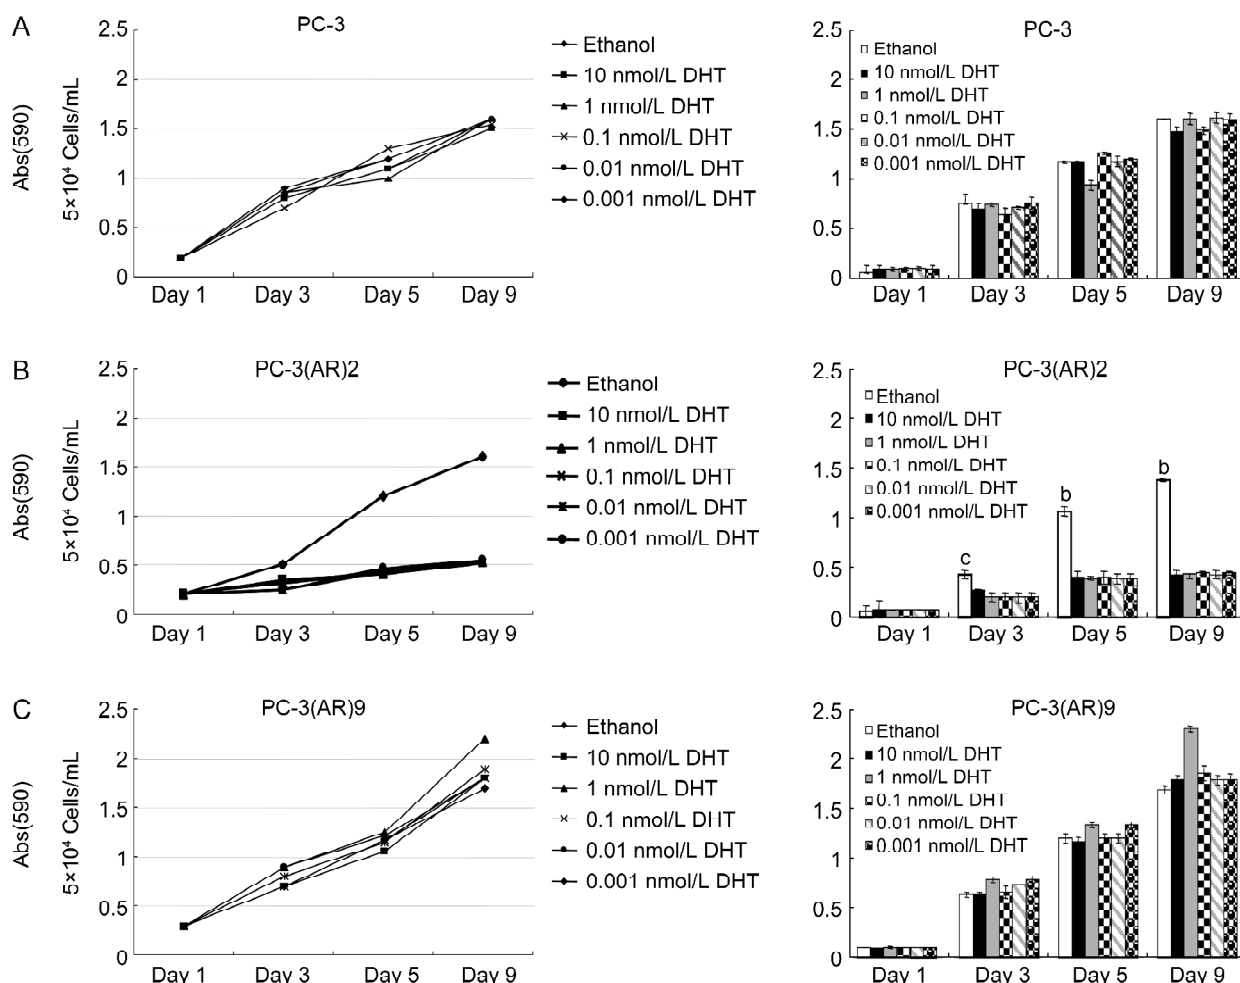 A
PC-3
Abs(590)
5×10⁴ Cells/mL
2.5
2
1.5
1
0.5
0
Day 1
Day 3
Day 5
Day 9
Ethanol
10 nmol/L DHT
1 nmol/L DHT
0.1 nmol/L DHT
0.01 nmol/L DHT
0.001 nmol/L DHT
PC-3
2.5
2
1.5
1
0.5
0
Ethanol
10 nmol/L DHT
1 nmol/L DHT
0.1 nmol/L DHT
0.01 nmol/L DHT
0.001 nmol/L DHT
Day 1
Day 3
Day 5
Day 9
B
PC-3(AR)2
Abs(590)
5×10⁴ Cells/mL
2.5
2
1.5
1
0.5
0
Day 1
Day 3
Day 5
Day 9
Ethanol
10 nmol/L DHT
1 nmol/L DHT
0.1 nmol/L DHT
0.01 nmol/L DHT
0.001 nmol/L DHT
PC-3(AR)2
2.5
2
1.5
1
0.5
0
Ethanol
10 nmol/L DHT
1 nmol/L DHT
0.1 nmol/L DHT
0.01 nmol/L DHT
0.001 nmol/L DHT
c
b
b
Day 1
Day 3
Day 5
Day 9
C
PC-3(AR)9
Abs(590)
5×10⁴ Cells/mL
2.5
2
1.5
1
0.5
0
Day 1
Day 3
Day 5
Day 9
Ethanol
10 nmol/L DHT
1 nmol/L DHT
0.1 nmol/L DHT
0.01 nmol/L DHT
0.001 nmol/L DHT
PC-3(AR)9
2.5
2
1.5
1
0.5
0
Ethanol
10 nmol/L DHT
1 nmol/L DHT
0.1 nmol/L DHT
0.01 nmol/L DHT
0.001 nmol/L DHT
Day 1
Day 3
Day 5
Day 9